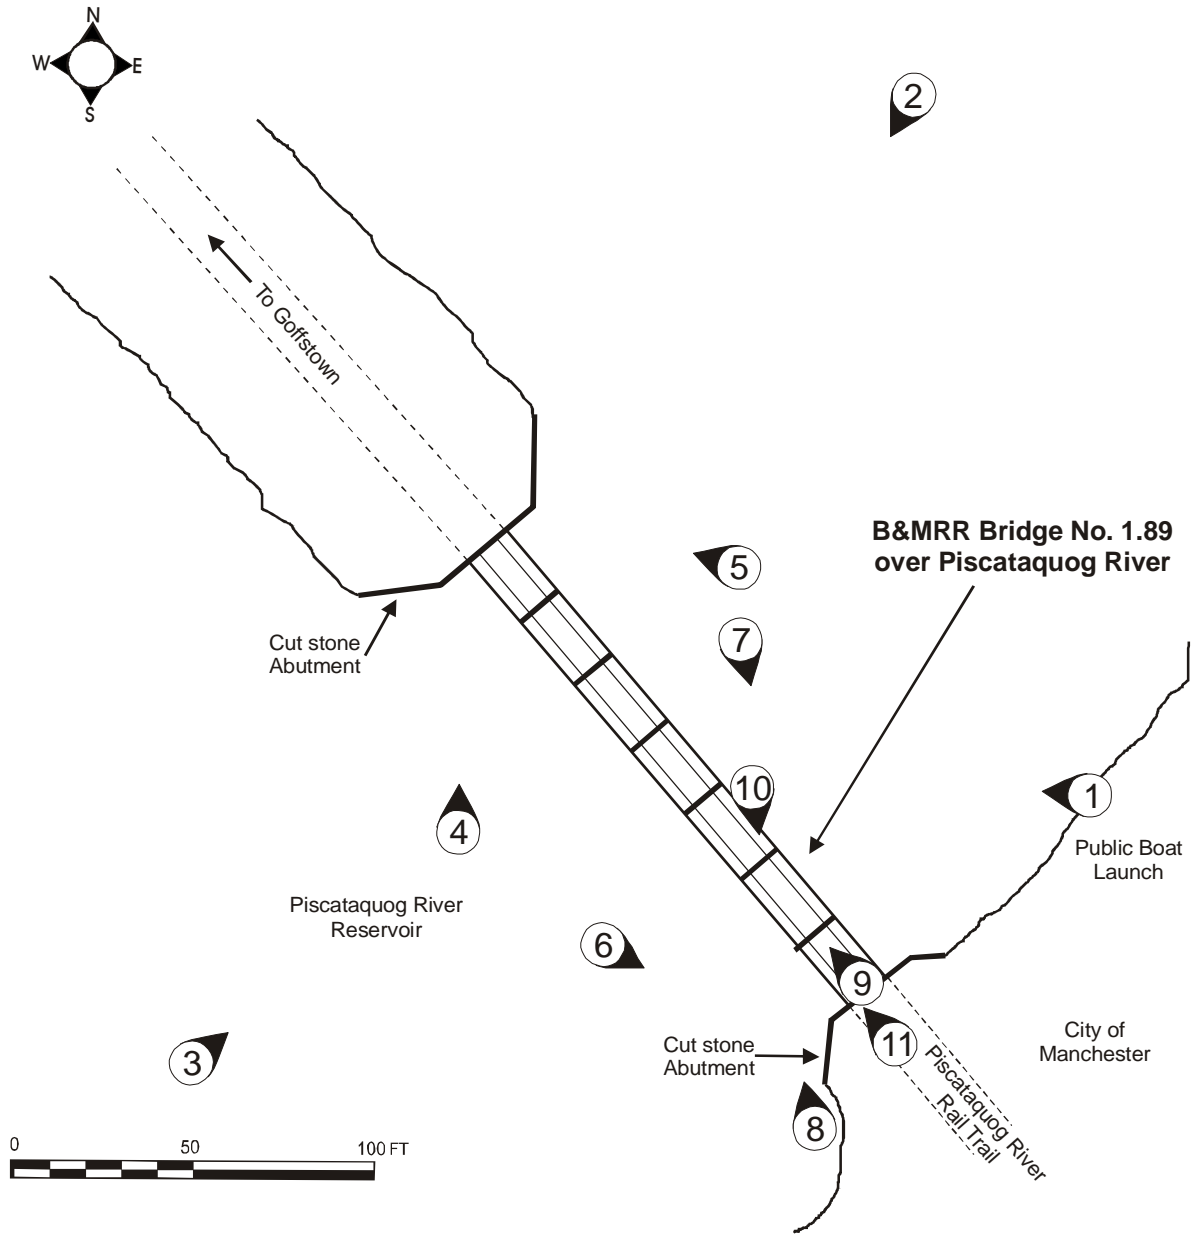 N
W E
S
2
To Goffstown
B&MRR Bridge No. 1.89
over Piscataquog River
5
7
Cut stone
Abutment
10
1
4
Public Boat
Launch
Piscataquog River
Reservoir
6
9
City of
Manchester
Cut stone
Abutment
11
3
Piscataquog River
Rail Trail
8
0 50 100 FT